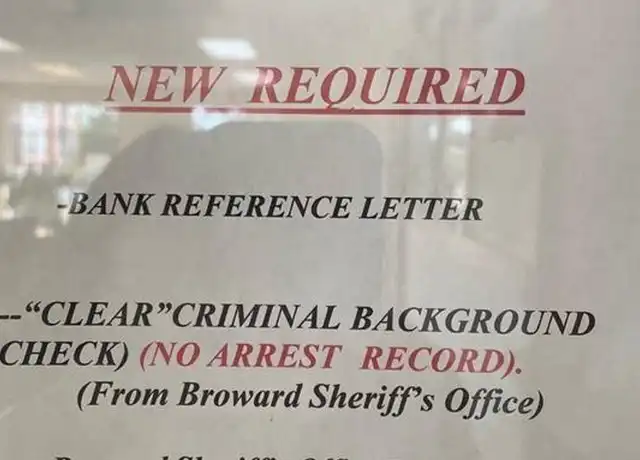 NEW REQUIRED
-BANK REFERENCE LETTER
--“CLEAR”CRIMINAL BACKGROUND
CHECK) (NO ARREST RECORD).
(From Broward Sheriff's Office)